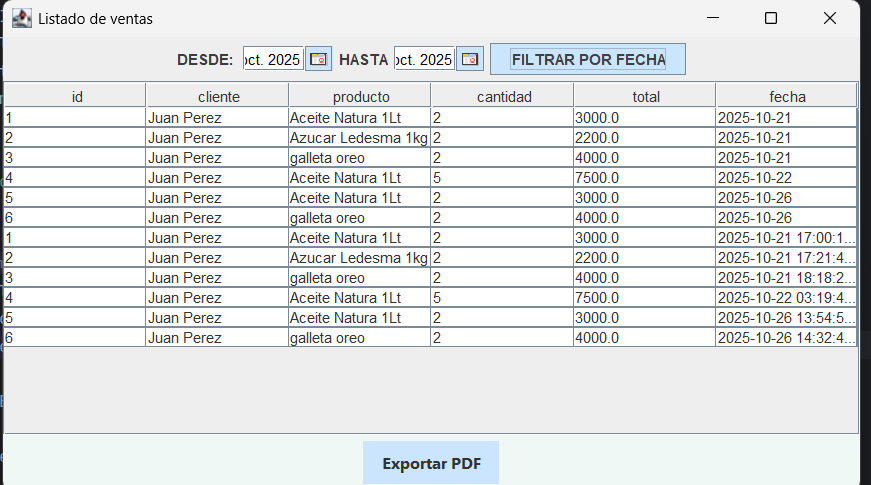 Listado de ventas
DESDE: oct. 2025 HASTA oct. 2025 FILTRAR POR FECHA
id cliente producto cantidad total fecha
1 Juan Perez Aceite Natura 1Lt 2 3000.0 2025-10-21
2 Juan Perez Azucar Ledesma 1kg 2 2200.0 2025-10-21
3 Juan Perez galleta oreo 2 4000.0 2025-10-21
4 Juan Perez Aceite Natura 1Lt 5 7500.0 2025-10-22
5 Juan Perez Aceite Natura 1Lt 2 3000.0 2025-10-26
6 Juan Perez galleta oreo 2 4000.0 2025-10-26
1 Juan Perez Aceite Natura 1Lt 2 3000.0 2025-10-21 17:00:1...
2 Juan Perez Azucar Ledesma 1kg 2 2200.0 2025-10-21 17:21:4...
3 Juan Perez galleta oreo 2 4000.0 2025-10-21 18:18:2...
4 Juan Perez Aceite Natura 1Lt 5 7500.0 2025-10-22 03:19:4...
5 Juan Perez Aceite Natura 1Lt 2 3000.0 2025-10-26 13:54:5...
6 Juan Perez galleta oreo 2 4000.0 2025-10-26 14:32:4...
Exportar PDF